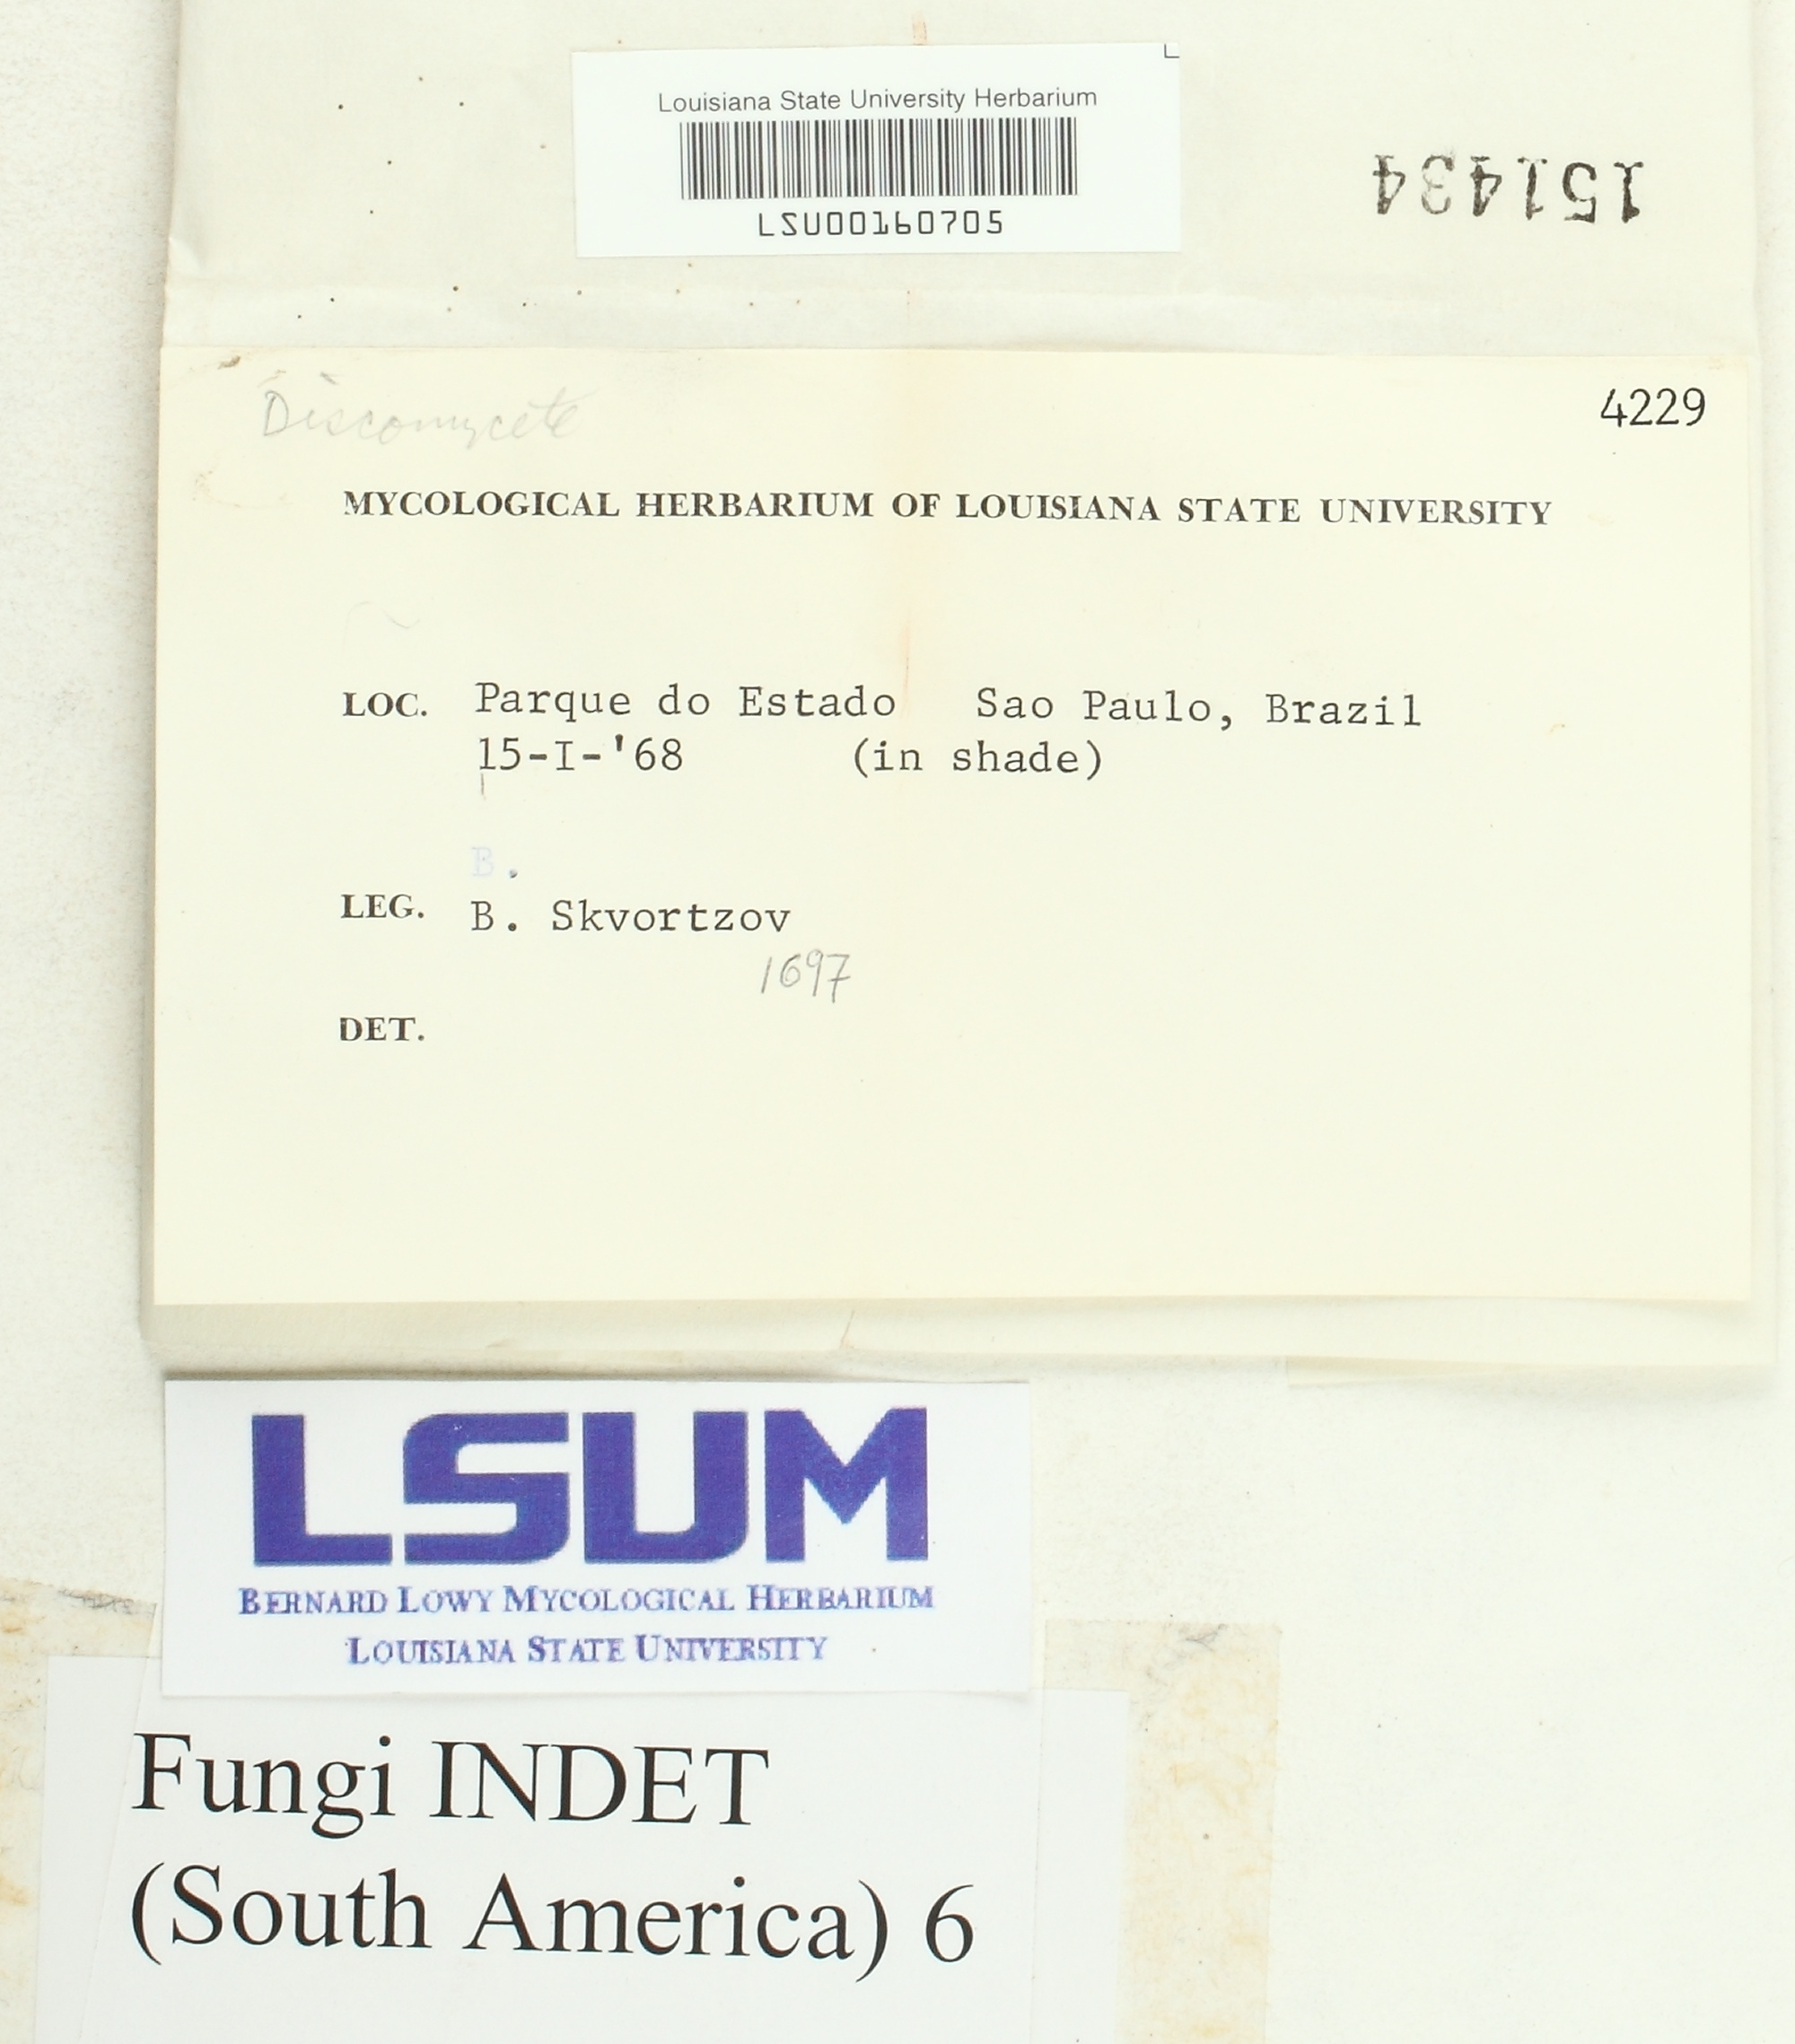 Louisiana State University Herbarium
LSU00160705
151434
Discomycete
4229
MYCOLOGICAL HERBARIUM OF LOUISIANA STATE UNIVERSITY
LOC. Parque do Estado Sao Paulo, Brazil
15-I-'68 (in shade)
B.
LEG. B. Skvortzov
1697
DET.
LSUM
BERNARD LOWY MYCOLOGICAL HERBARIUM
LOUISIANA STATE UNIVERSITY
Fungi INDET
(South America) 6